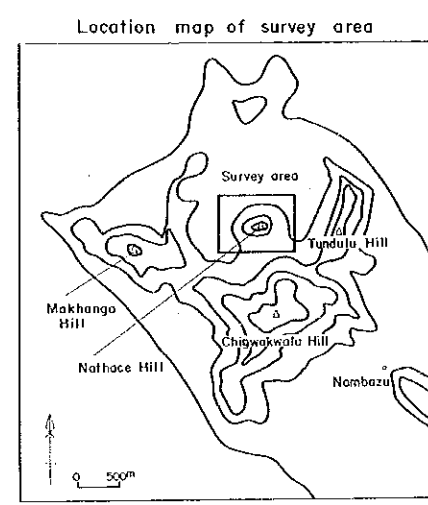 Location map of survey area
Survey area
Tundulu Hill
Makhanga
Hill
Nathace Hill
Chigwakwalu Hill
Nambazu
0 500m